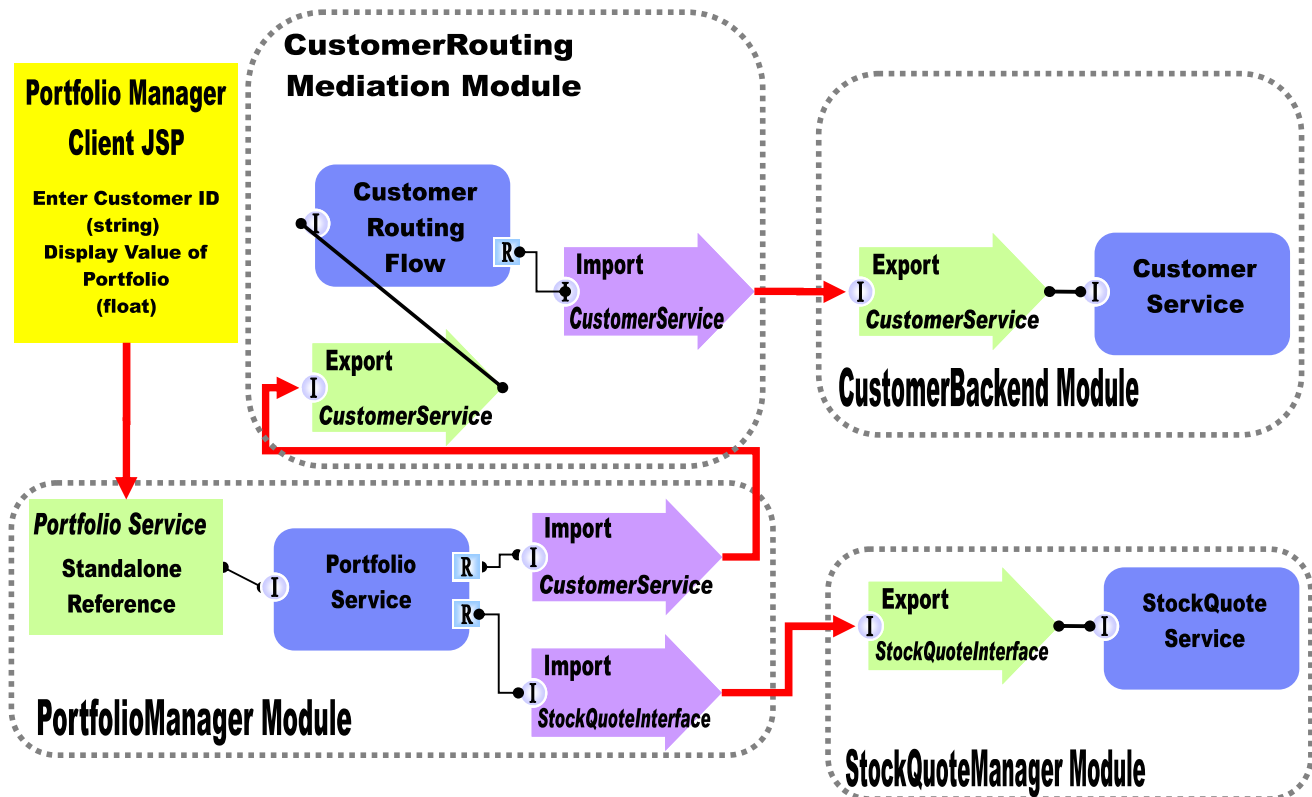 CustomerRouting
Mediation Module
Portfolio Manager
Client JSP
Enter Customer ID
(string)
Display Value of
Portfolio
(float)
I
Customer
Routing
Flow
R
I
Import
CustomerService
I
Export
CustomerService
I
Export
CustomerService
I
Customer
Service
CustomerBackend Module
Portfolio Service
Standalone
Reference
I
Portfolio
Service
R
R
I
Import
CustomerService
I
Import
StockQuoteInterface
PortfolioManager Module
I
Export
StockQuoteInterface
I
StockQuote
Service
StockQuoteManager Module